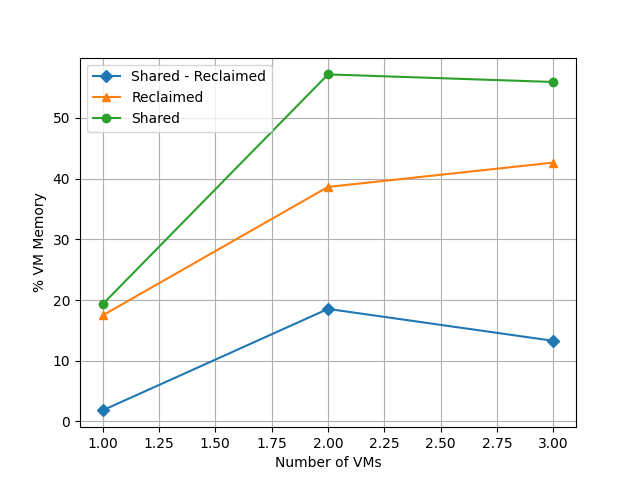 Shared - Reclaimed
Reclaimed
Shared
% VM Memory
50
40
30
20
10
0
1.00 1.25 1.50 1.75 2.00 2.25 2.50 2.75 3.00
Number of VMs